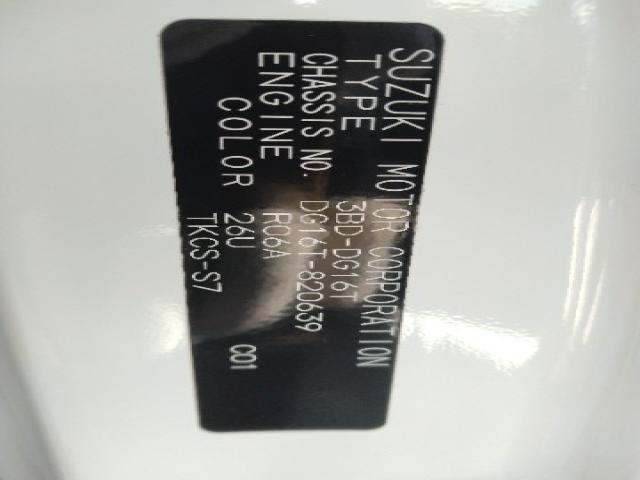 SUZUKI MOTOR CORPORATION
TYPE 3BD-DG16T
CHASSIS NO. DG16T-820639
ENGINE R06A
COLOR 26U 001
TKCS-S7